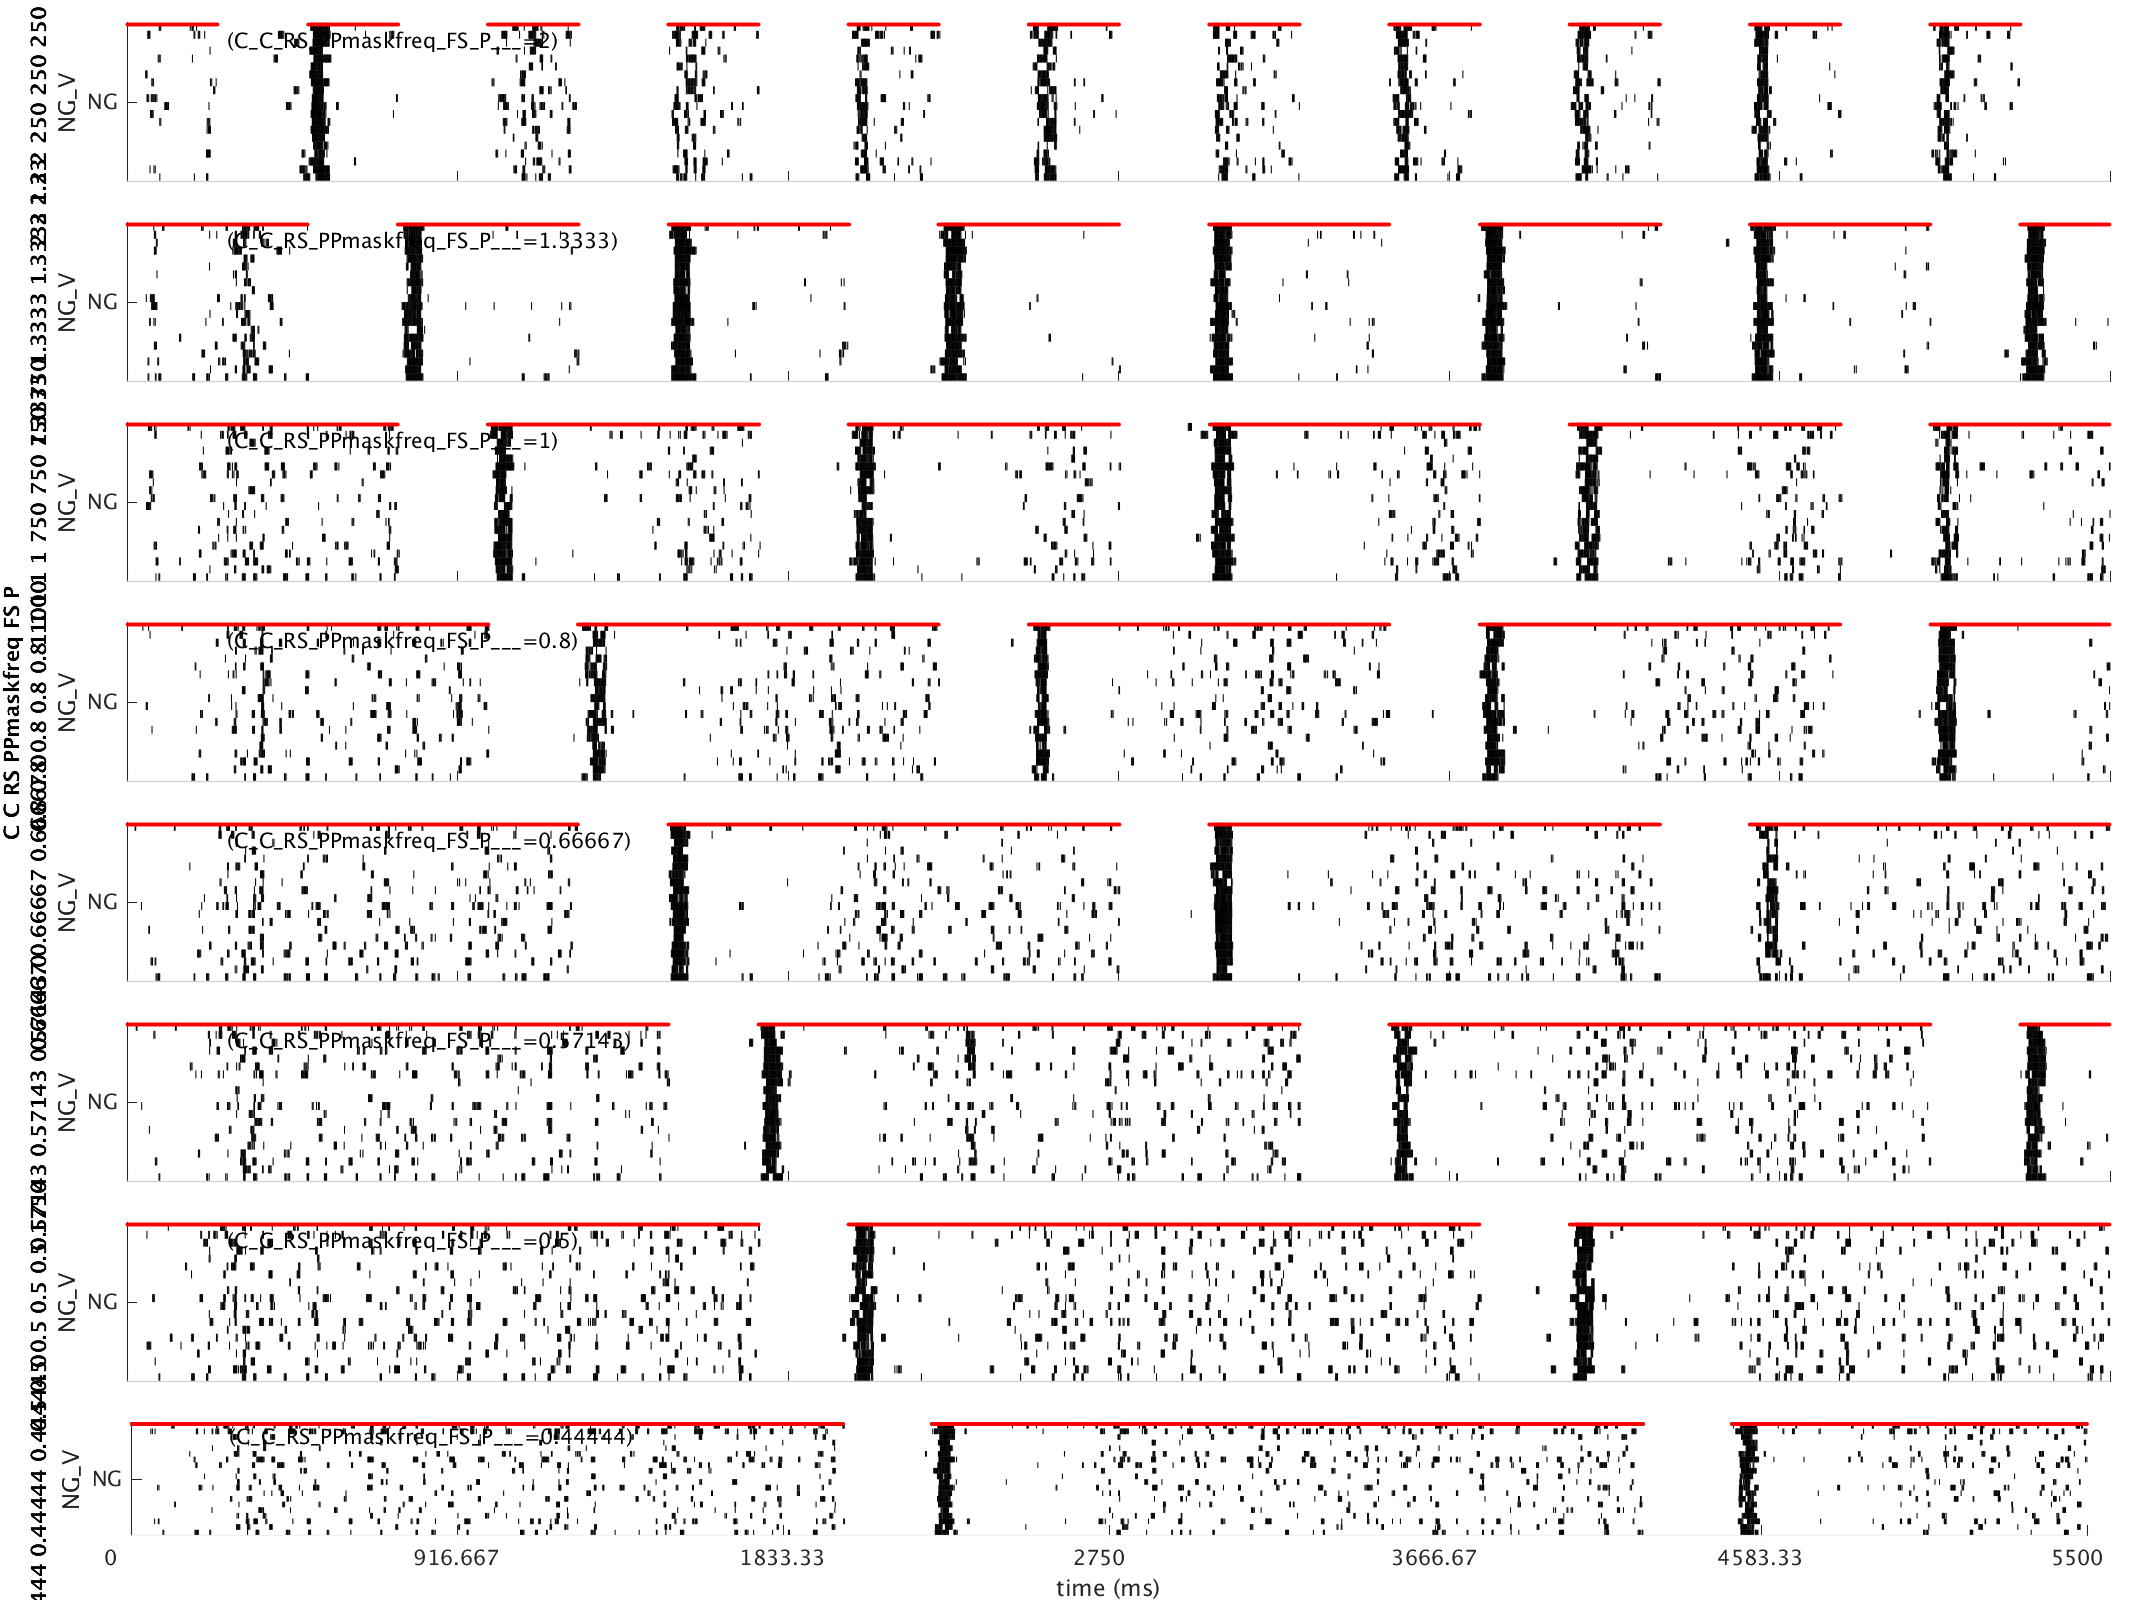 C C RS PPmaskfreq FS P
NG_V
NG
(C_C_RS_PPmaskfreq_FS_P___=2)
NG_V
NG
(C_C_RS_PPmaskfreq_FS_P___=1.3333)
NG_V
NG
(C_C_RS_PPmaskfreq_FS_P___=1)
NG_V
NG
(C_C_RS_PPmaskfreq_FS_P___=0.8)
NG_V
NG
(C_C_RS_PPmaskfreq_FS_P___=0.66667)
NG_V
NG
(C_C_RS_PPmaskfreq_FS_P___=0.57143)
NG_V
NG
(C_C_RS_PPmaskfreq_FS_P___=0.5)
NG_V
NG
(C_C_RS_PPmaskfreq_FS_P___=0.44444)
0 916.667 1833.33 2750 3666.67 4583.33 5500
time (ms)